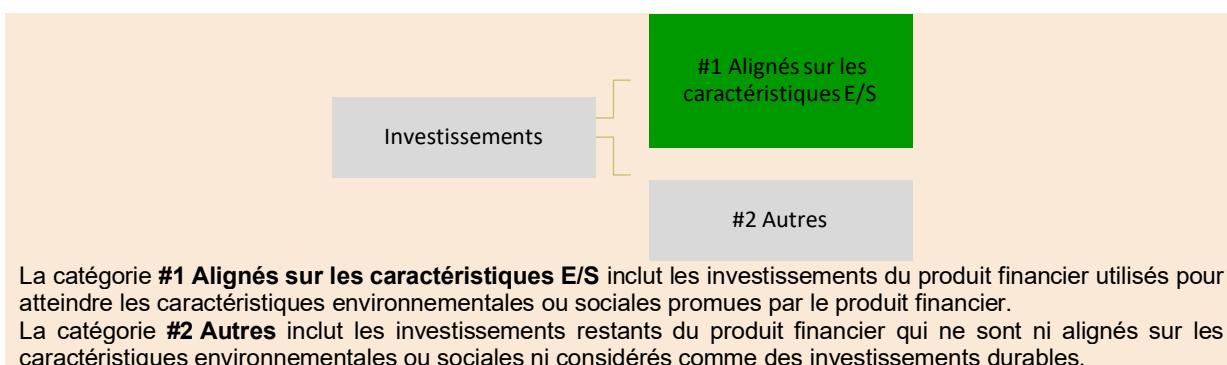 #1 Alignés sur les
caractéristiques E/S
Investissements
#2 Autres
La catégorie #1 Alignés sur les caractéristiques E/S inclut les investissements du produit financier utilisés pour
atteindre les caractéristiques environnementales ou sociales promues par le produit financier.
La catégorie #2 Autres inclut les investissements restants du produit financier qui ne sont ni alignés sur les
caractéristiques environnementales ou sociales ni considérés comme des investissements durables.